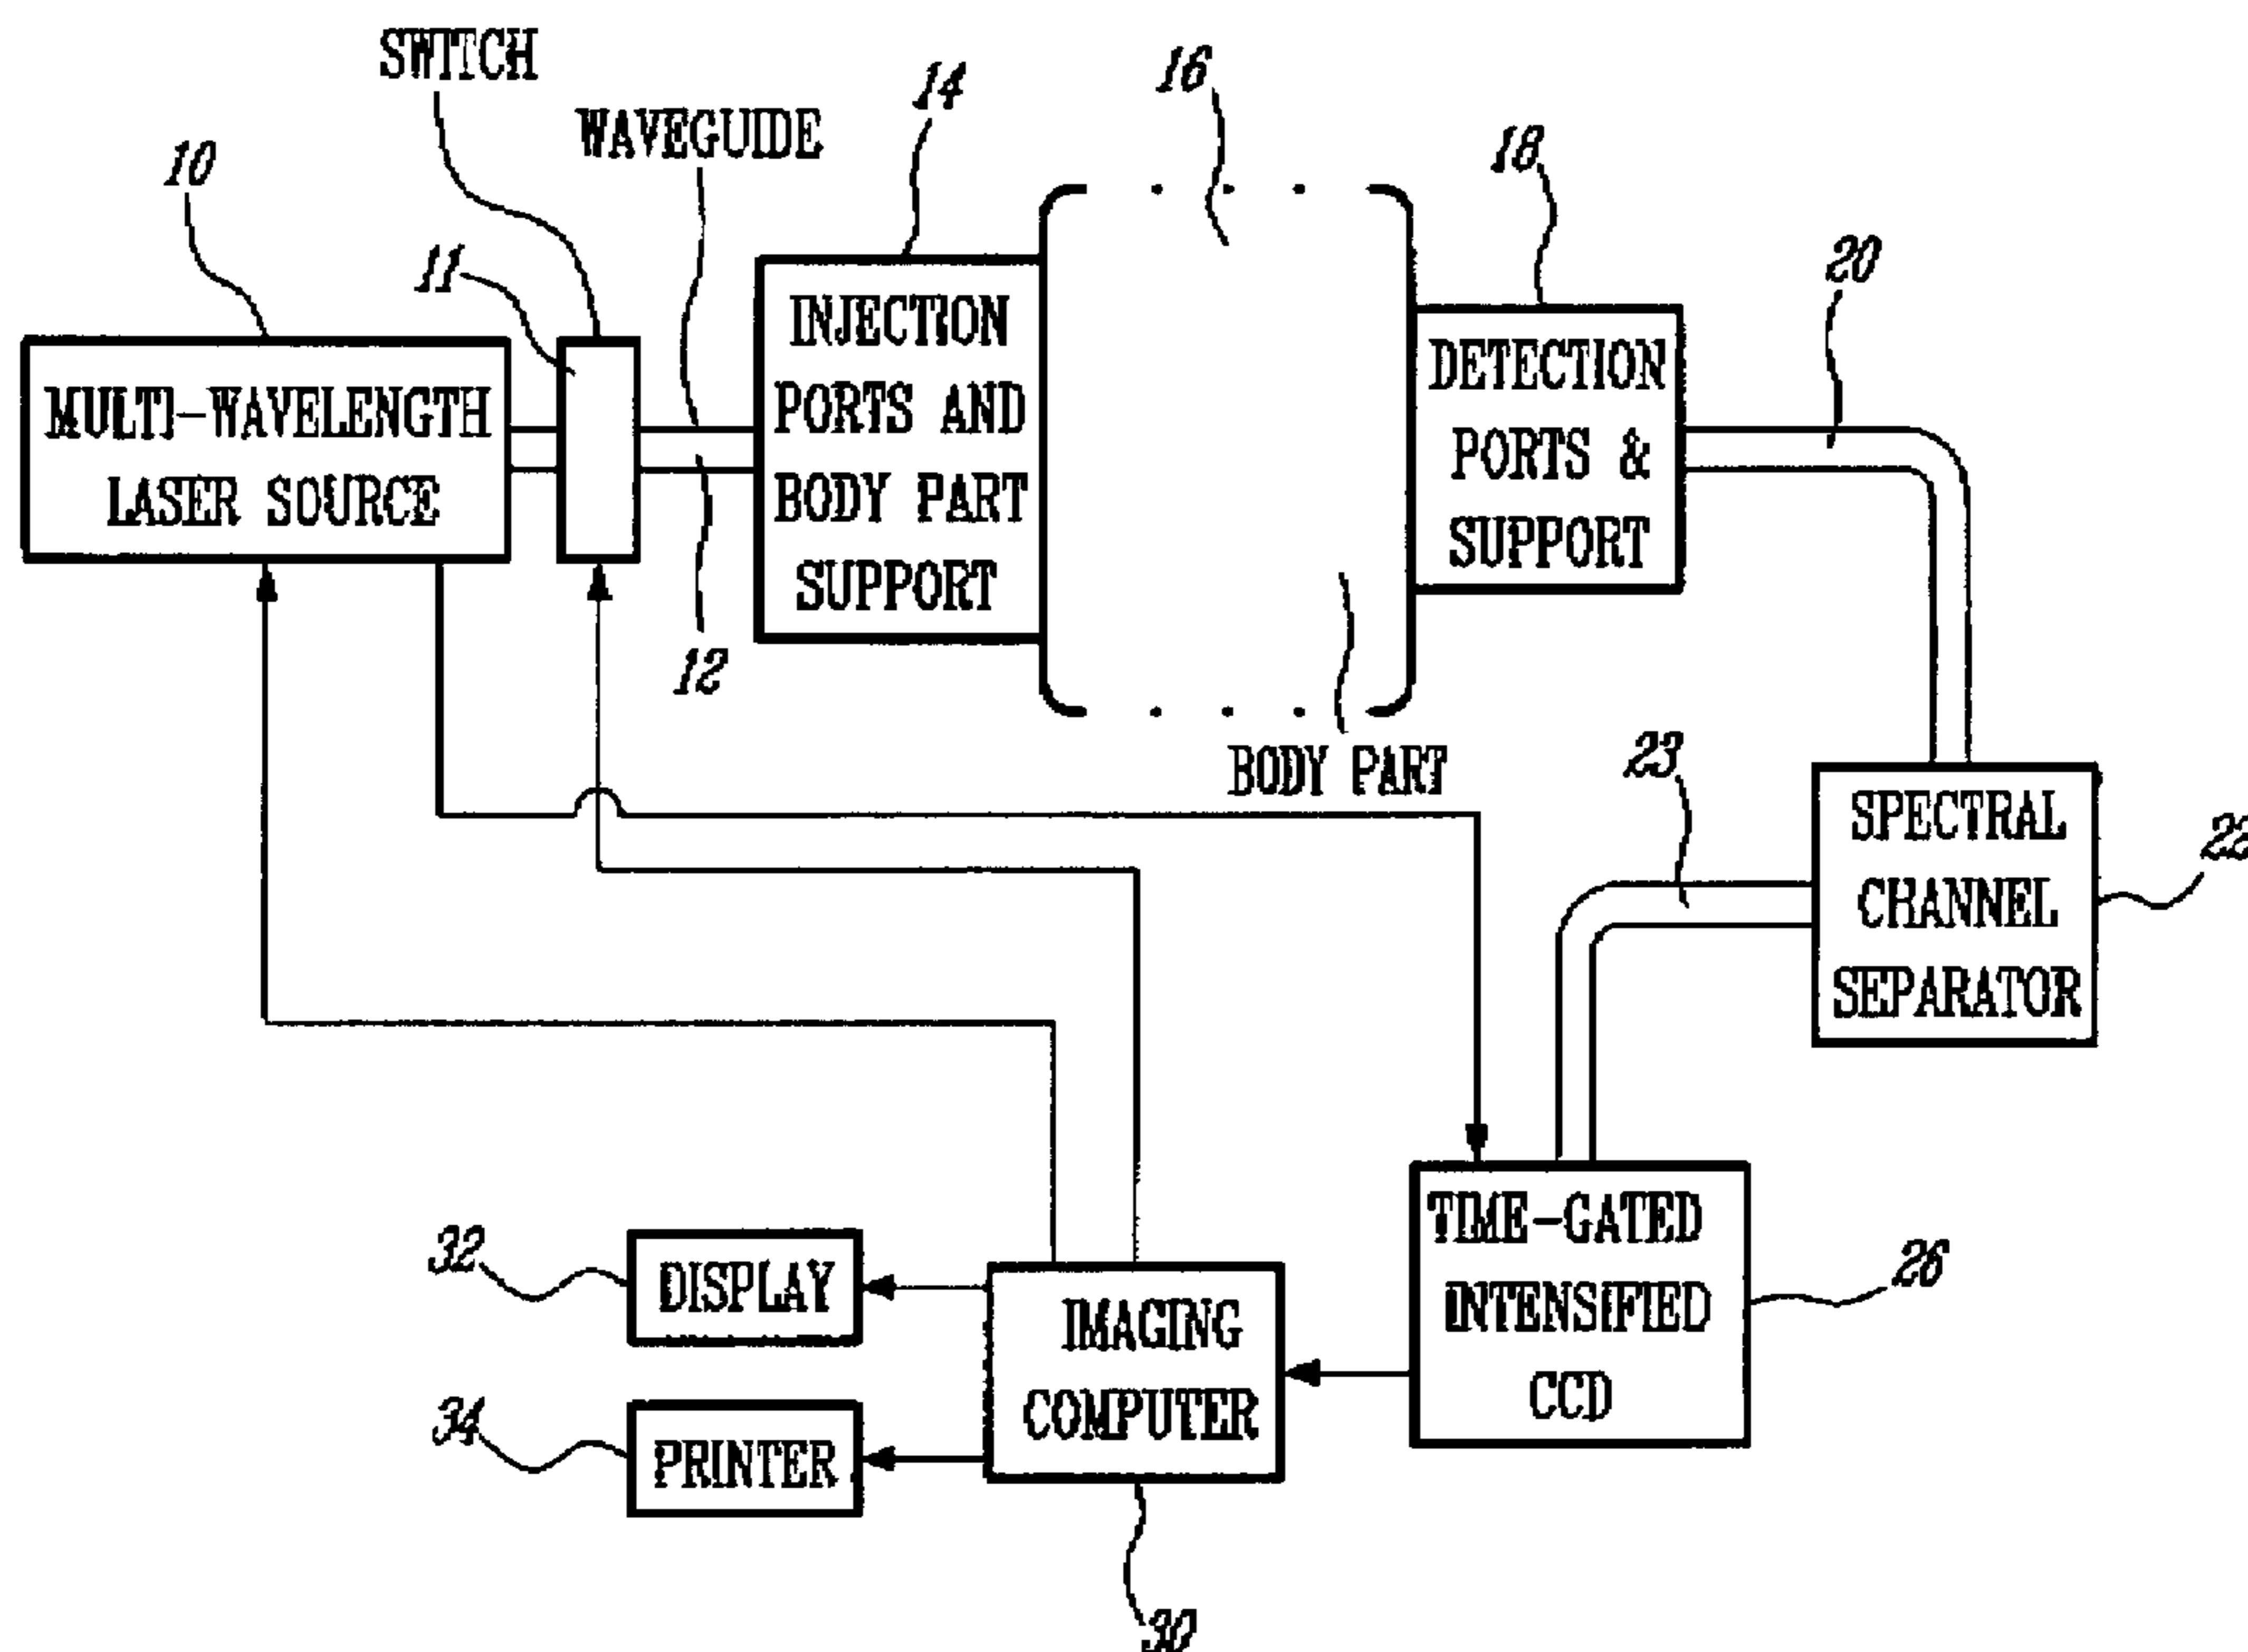 SWITCH
WAVEGUIDE
14
16
10
18
11
20
MULTI-WAVELENGTH
LASER SOURCE
INJECTION
PORTS AND
BODY PART
SUPPORT
DETECTION
PORTS &
SUPPORT
12
BODY PART
23
SPECTRAL
CHANNEL
SEPARATOR
22
TIME-GATED
INTENSIFIED
CCD
26
32
DISPLAY
IMAGING
COMPUTER
34
PRINTER
30